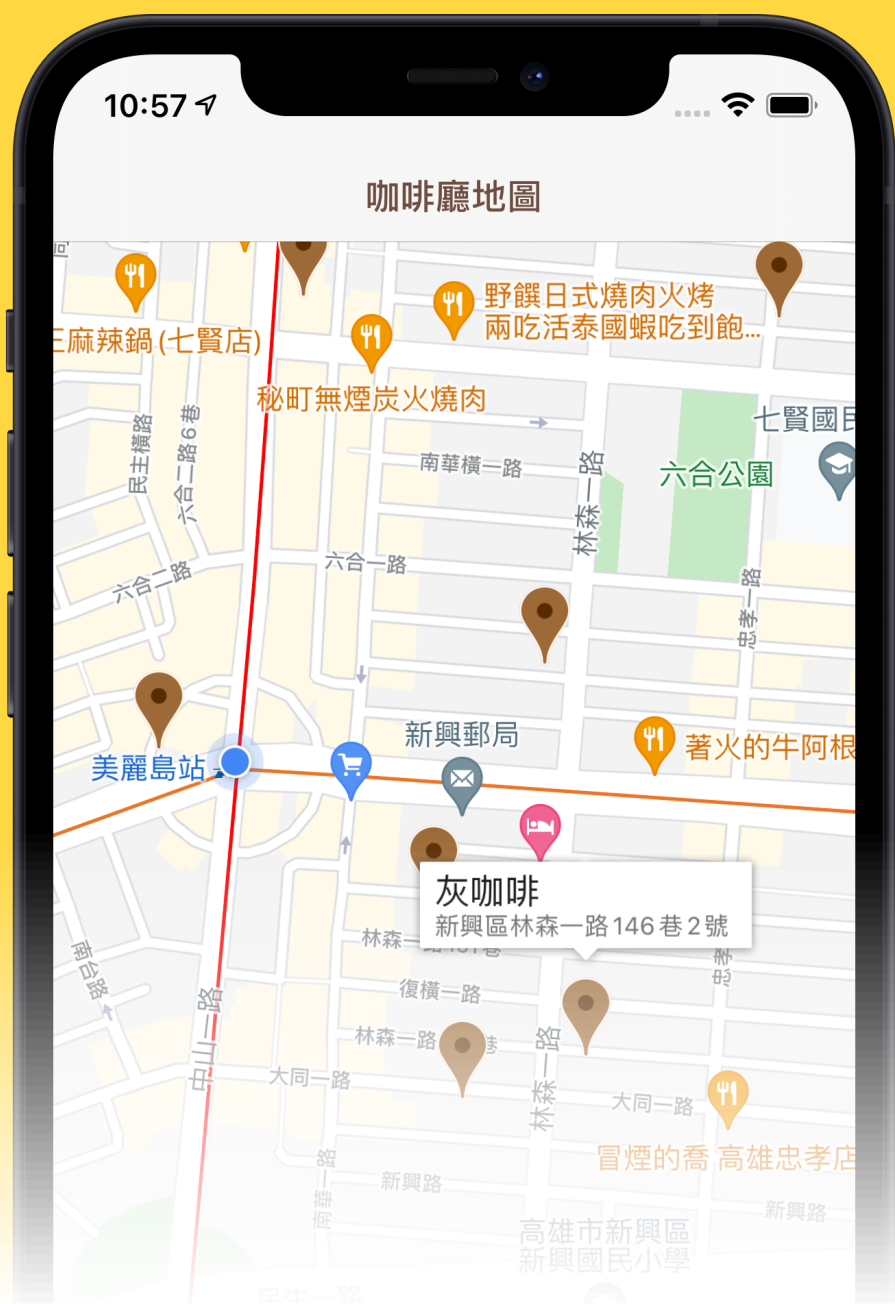 10:57
咖啡廳地圖
野饌日式燒肉火烤
兩吃活泰國蝦吃到飽...
麻辣鍋(七賢店)
秘町無煙炭火燒肉
七賢國民
民主橫路
六合二路6巷
南華橫一路
林森一路
六合公園
六合二路
六合一路
忠孝一路
新興郵局
著火的牛阿根
美麗島站
灰咖啡
新興區林森一路146巷2號
林森一
南台路
復橫一路
忠孝
中山一路
林森一路
巷
林森一路
大同一路
大同一路
冒煙的喬 高雄忠孝店
南華一路
新興路
新興路
高雄市新興區
新興國民小學
民生一路